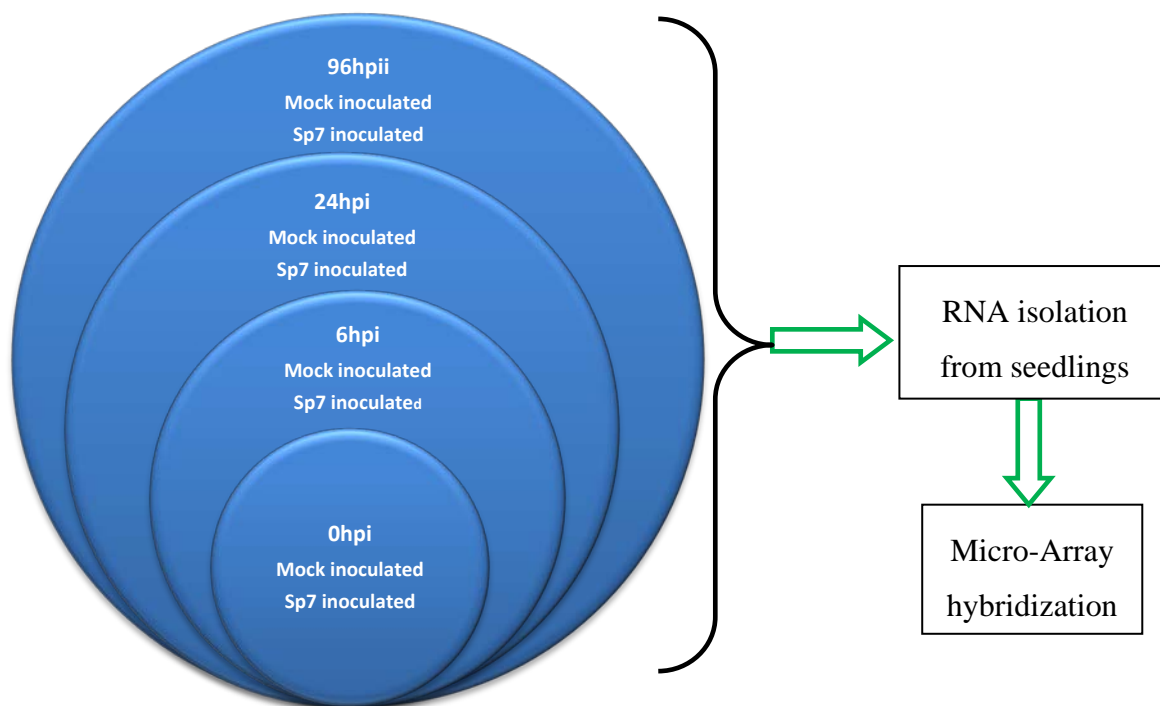 96hpii
Mock inoculated
Sp7 inoculated
24hpi
Mock inoculated
Sp7 inoculated
6hpi
Mock inoculated
Sp7 inoculated
0hpi
Mock inoculated
Sp7 inoculated
RNA isolation
from seedlings
Micro-Array
hybridization